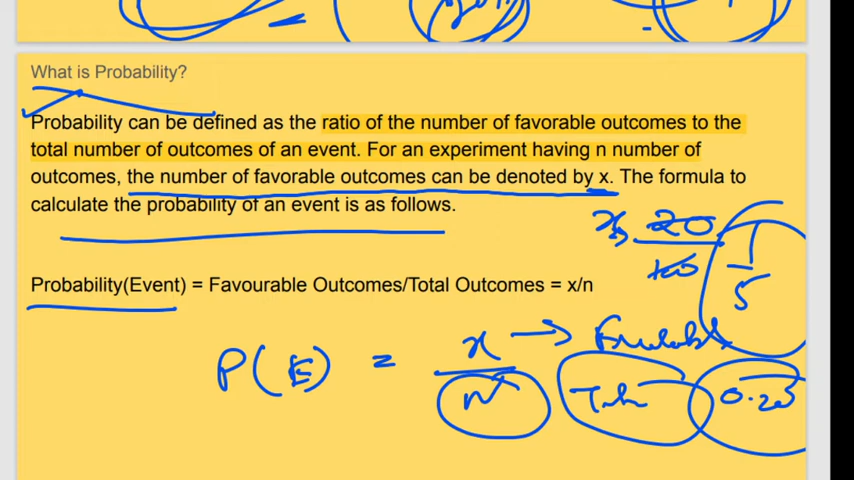 What is Probability?
Probability can be defined as the ratio of the number of favorable outcomes to the
total number of outcomes of an event. For an experiment having n number of
outcomes, the number of favorable outcomes can be denoted by x. The formula to
calculate the probability of an event is as follows.
20
100
1
5
Probability(Event) = Favourable Outcomes/Total Outcomes = x/n
P(E) = x →
n